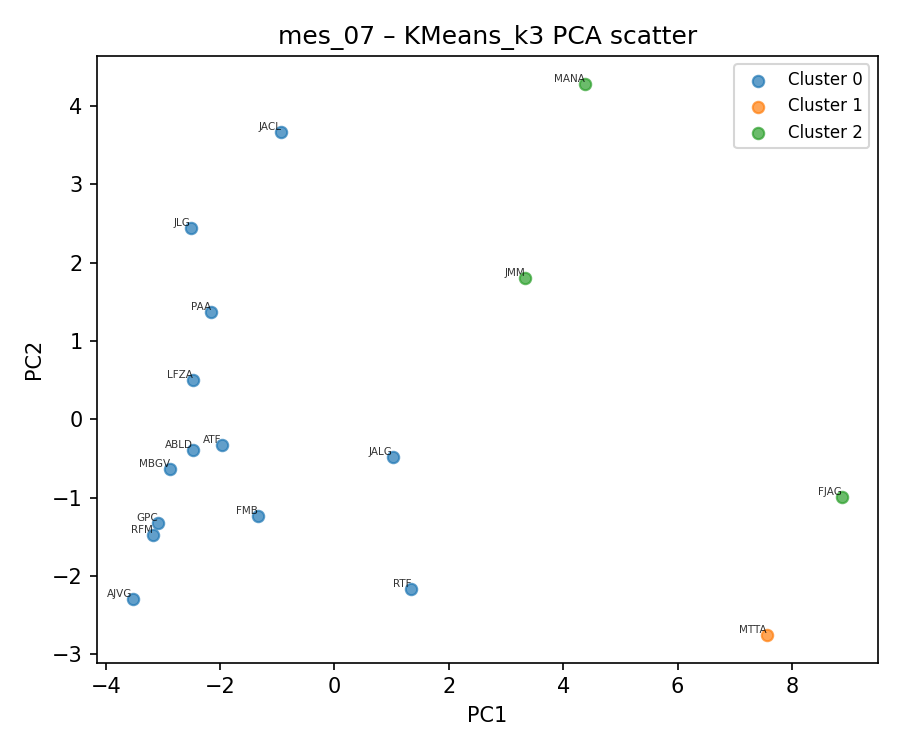 mes_07 – KMeans_k3 PCA scatter
Cluster 0
Cluster 1
Cluster 2
MANA
JACL
JLG
JMM
PAA
LFZA
ATF
ABLD
JALG
MBGV
FJAG
FMB
GPC
RFM
RTF
AJVG
MTTA
4
3
2
1
0
−1
−2
−3
−4
−2
0
2
4
6
8
PC1
PC2